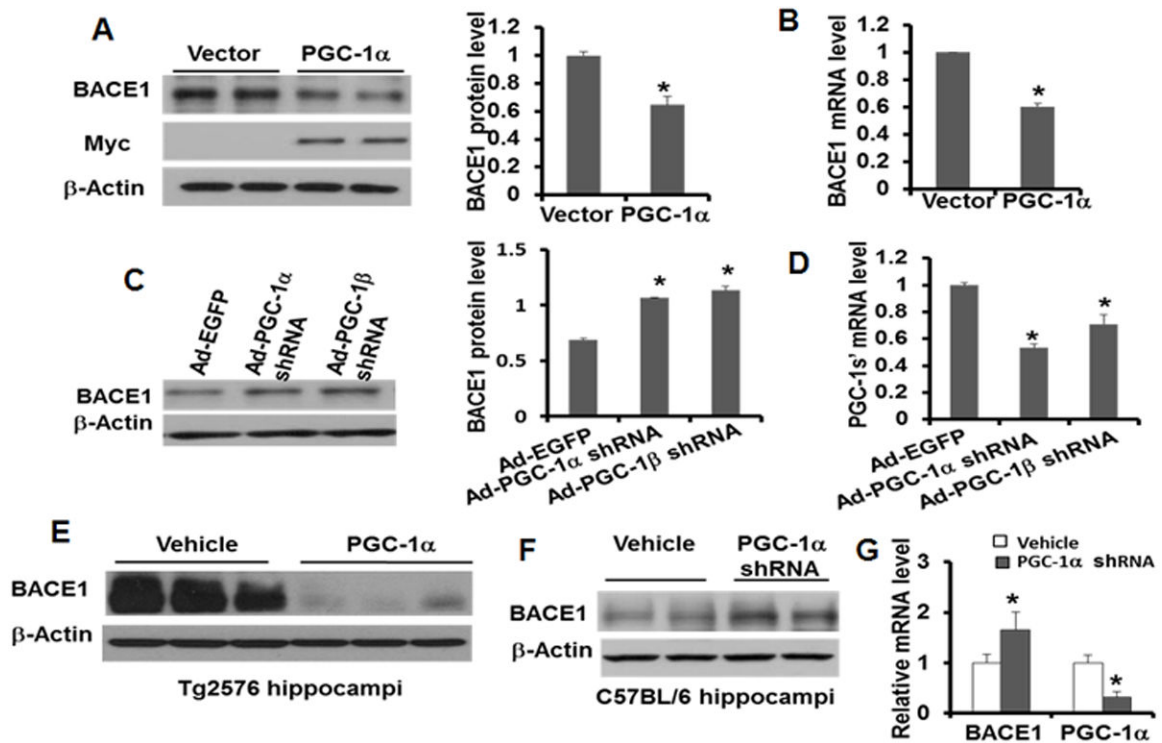 A
Vector PGC-1α
BACE1
Myc
β-Actin
BACE1 protein level
1.2
1
0.8
0.6
0.4
0.2
0
*
Vector PGC-1α
B
BACE1 mRNA level
1.2
1
0.8
0.6
0.4
0.2
0
*
Vector PGC-1α
C
Ad-EGFP
Ad-PGC-1α
shRNA
Ad-PGC-1β
shRNA
BACE1
β-Actin
BACE1 protein level
1.5
1
0.5
0
*
*
Ad-EGFP
Ad-PGC-1α shRNA
Ad-PGC-1β shRNA
D
PGC-1s' mRNA level
1.2
1
0.8
0.6
0.4
0.2
0
*
*
Ad-EGFP
Ad-PGC-1α shRNA
Ad-PGC-1β shRNA
E
Vehicle PGC-1α
BACE1
β-Actin
Tg2576 hippocampi
F
Vehicle PGC-1α
shRNA
BACE1
β-Actin
C57BL/6 hippocampi
G
Vehicle
PGC-1α shRNA
Relative mRNA level
3
2
1
0
*
*
BACE1 PGC-1α